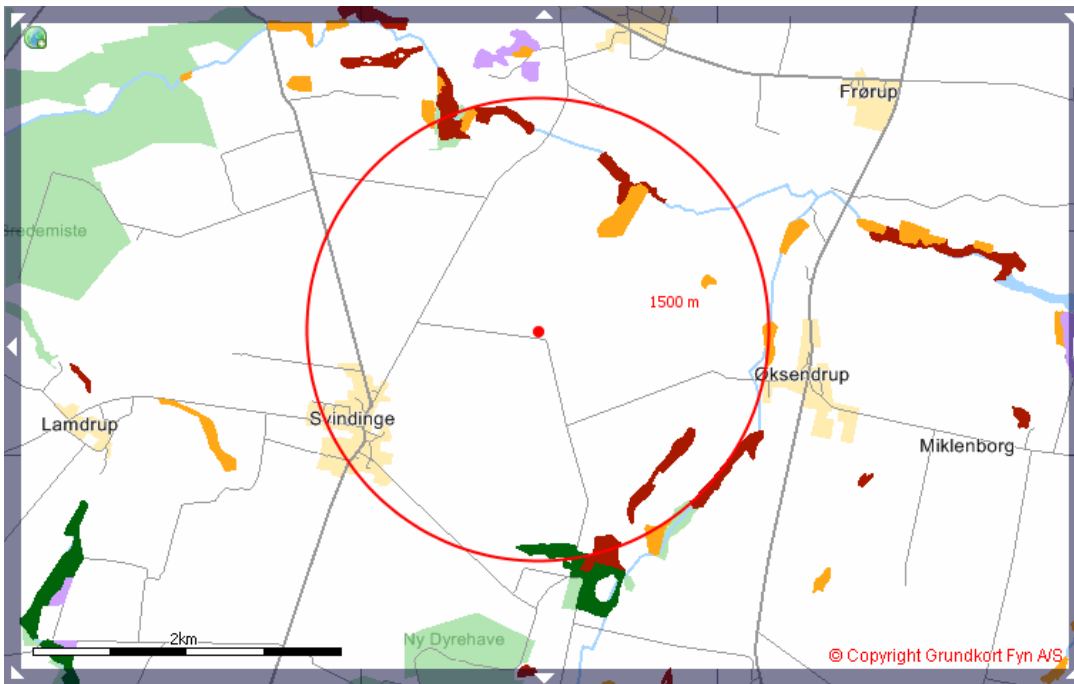 Frørup
Bredemiste
1500 m
Øksendrup
Svindinge
Lamdrup
Miklenborg
Ny Dyrehave
2km
© Copyright Grundkort Fyn A/S